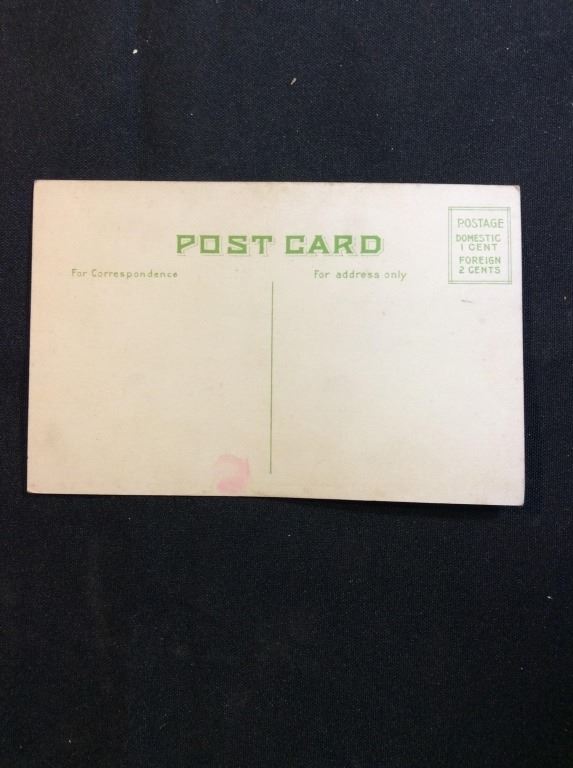 POST CARD
For Correspondence
For address only
POSTAGE
DOMESTIC
1 CENT
FOREIGN
2 CENTS